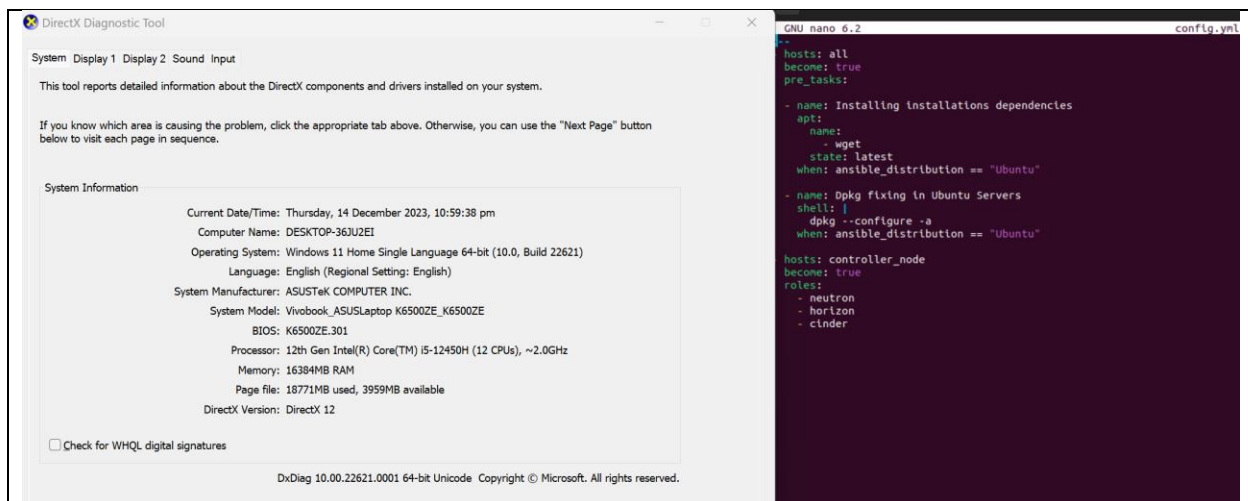 DirectX Diagnostic Tool
System Display 1 Display 2 Sound Input
This tool reports detailed information about the DirectX components and drivers installed on your system.
If you know which area is causing the problem, click the appropriate tab above. Otherwise, you can use the "Next Page" button
below to visit each page in sequence.
System Information
Current Date/Time: Thursday, 14 December 2023, 10:59:38 pm
Computer Name: DESKTOP-36JU2EI
Operating System: Windows 11 Home Single Language 64-bit (10.0, Build 22621)
Language: English (Regional Setting: English)
System Manufacturer: ASUSTeK COMPUTER INC.
System Model: Vivobook_ASUSLaptop K6500ZE_K6500ZE
BIOS: K6500ZE.301
Processor: 12th Gen Intel(R) Core(TM) i5-12450H (12 CPUs), ~2.0GHz
Memory: 16384MB RAM
Page file: 18771MB used, 3959MB available
DirectX Version: DirectX 12
Check for WHQL digital signatures
DxDiag 10.00.22621.0001 64-bit Unicode Copyright © Microsoft. All rights reserved.
GNU nano 6.2 config.yml
--
hosts: all
become: true
pre_tasks:
- name: Installing installations dependencies
apt:
name:
- wget
state: latest
when: ansible_distribution == "Ubuntu"
- name: Dpkg fixing in Ubuntu Servers
shell: |
dpkg --configure -a
when: ansible_distribution == "Ubuntu"
hosts: controller_node
become: true
roles:
- neutron
- horizon
- cinder